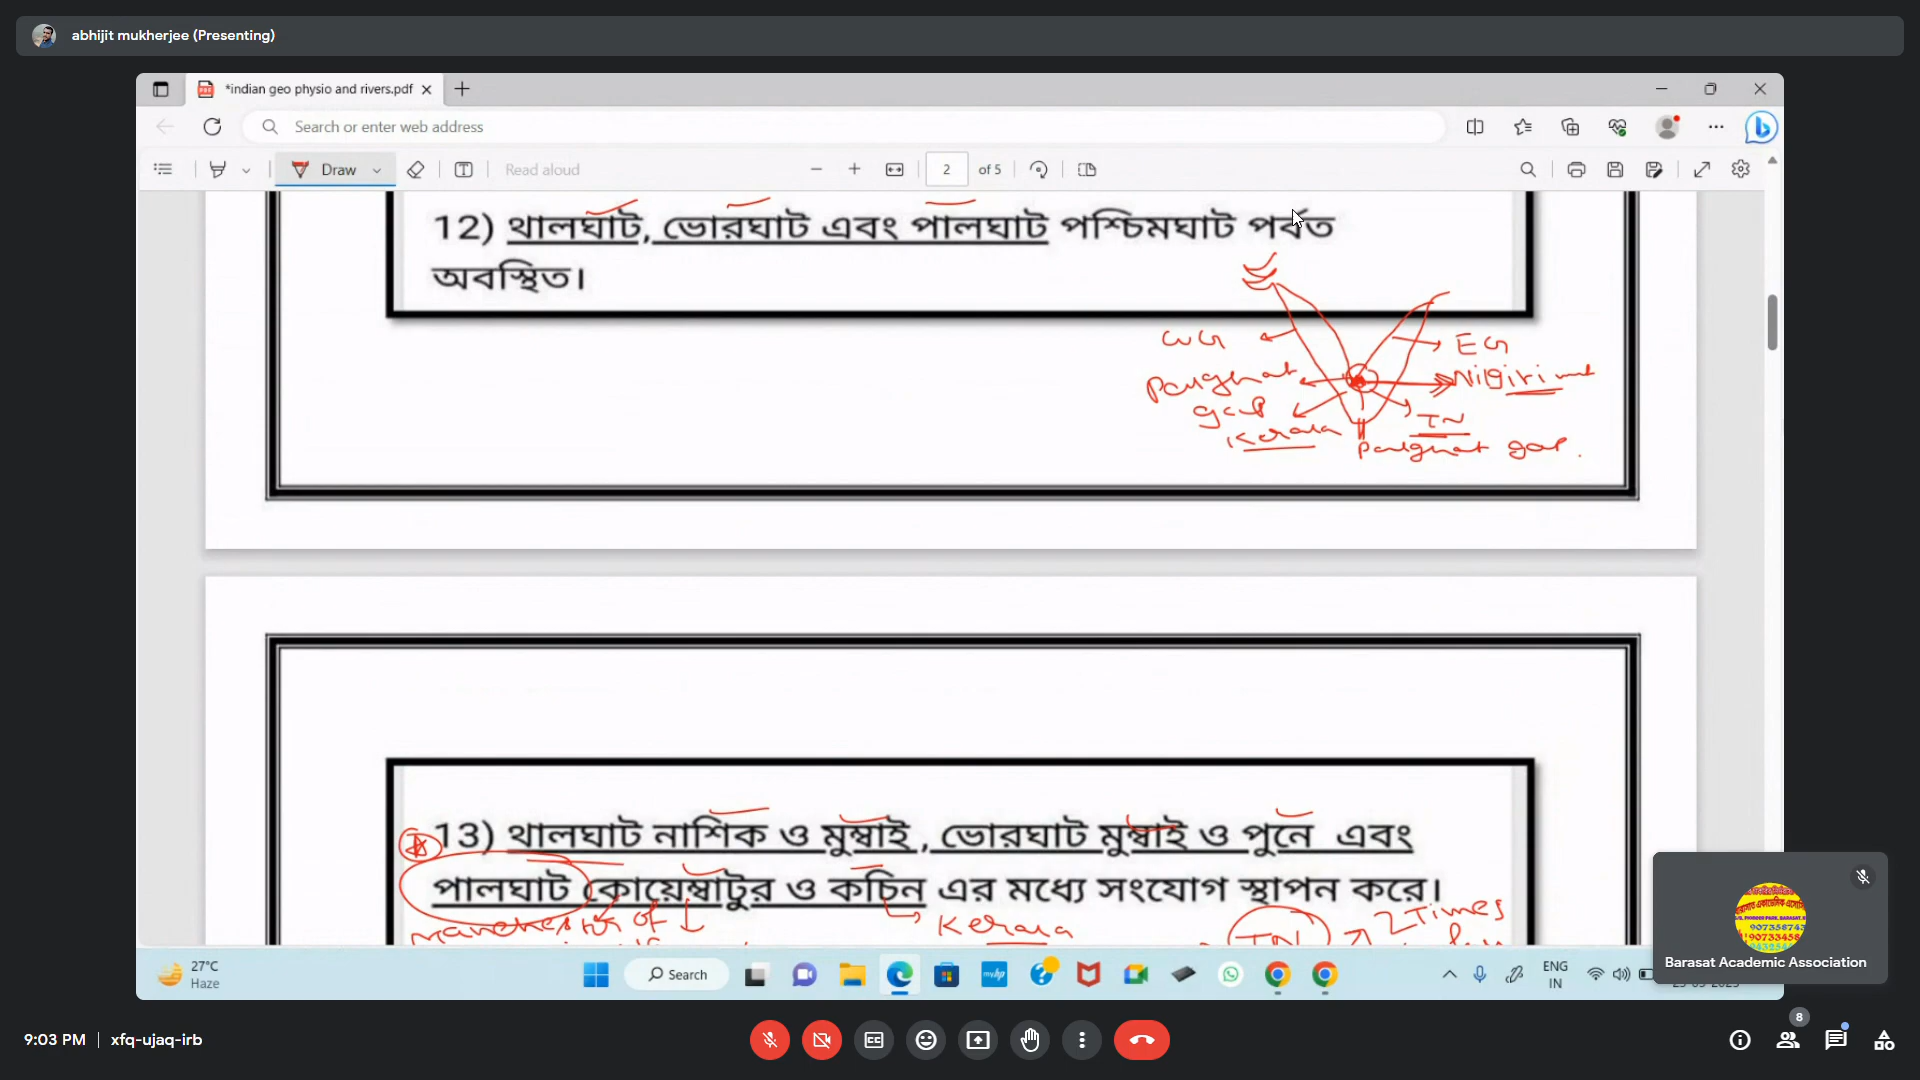 abhijit mukherjee (Presenting)
*indian geo physio and rivers.pdf
Search or enter web address
Draw
Read aloud
2 of 5
12) থালঘাট, ভোরঘাট এবং পালঘাট পশ্চিমঘাট পর্বত
অবস্থিত।
WG
EG
Palghat
Nilgiri mt
gap
TN
Kerala
Palghat gap.
13) থালঘাট নাশিক ও মুম্বাই, ভোরঘাট মুম্বাই ও পুনে এবং
পালঘাট কোয়েম্বাটুর ও কচিন এর মধ্যে সংযোগ স্থাপন করে।
Manchester of
Kerala
TN
2 Times
Barasat Academic Association
27°C
Haze
Search
ENG
IN
9:03 PM
xfq-ujaq-irb
8